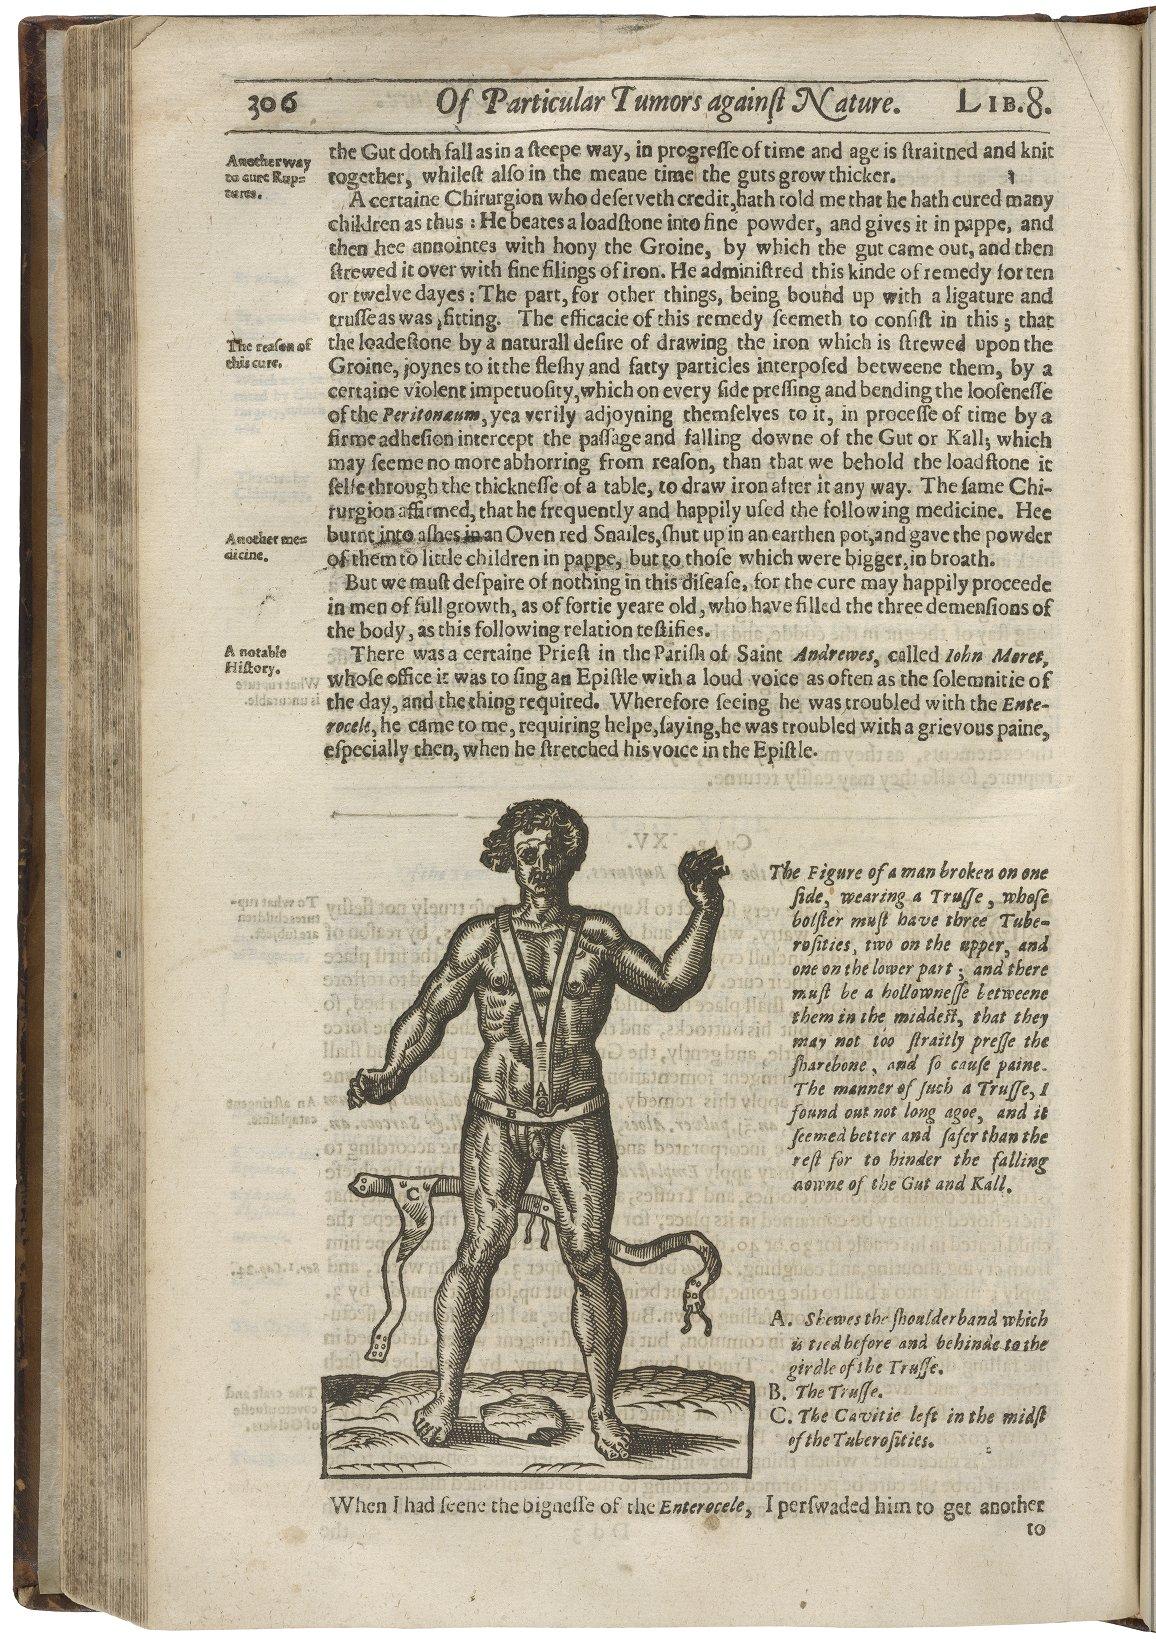 306 Of Particular Tumors againſt Nature. LIB. 8.
Another way
to cure Rup-
tures.
the Gut doth fall as in a ſteepe way, in progreſſe of time and age is ſtraitned and knit
together, whileſt alſo in the meane time the guts grow thicker.
A certaine Chirurgion who deſerveth credit, hath told me that he hath cured many
children as thus: He beates a loadſtone into fine powder, and gives it in pappe, and
then hee annointes with hony the Groine, by which the gut came out, and then
ſtrewed it over with fine filings of iron. He adminiſtred this kinde of remedy for ten
or twelve dayes: The part, for other things, being bound up with a ligature and
truſſe as was fitting. The efficacie of this remedy ſeemeth to conſiſt in this; that
The reaſon of
this cure.
the loadeſtone by a naturall deſire of drawing the iron which is ſtrewed upon the
Groine, joynes to it the fleſhy and fatty particles interpoſed betweene them, by a
certaine violent impetuoſity, which on every ſide preſſing and bending the looſeneſſe
of the Peritonæum, yea verily adjoyning themſelves to it, in proceſſe of time by a
firme adheſion intercept the paſſage and falling downe of the Gut or Kall; which
may ſeeme no more abhorring from reaſon, than that we behold the loadſtone it
ſelfe through the thickneſſe of a table, to draw iron after it any way. The ſame Chi-
rurgion affirmed, that he frequently and happily uſed the following medicine. Hee
Another me-
dicine.
burnt into aſhes in an Oven red Snailes, ſhut up in an earthen pot, and gave the powder
of them to little children in pappe, but to thoſe which were bigger, in broath.
But we muſt deſpaire of nothing in this diſeaſe, for the cure may happily proceede
in men of full growth, as of fortie yeare old, who have filled the three demenſions of
the body, as this following relation teſtifies.
A notable
Hiſtory.
There was a certaine Prieſt in the Pariſh of Saint Andrewes, called Iohn Moret,
whoſe office it was to ſing an Epiſtle with a loud voice as often as the ſolemnitie of
the day, and the thing required. Wherefore ſeeing he was troubled with the Ente-
rocele, he came to me, requiring helpe, ſaying, he was troubled with a grievous paine,
eſpecially then, when he ſtretched his voice in the Epiſtle.
The Figure of a man broken on one
ſide, wearing a Truſſe, whoſe
bolſter muſt have three Tube-
roſities, two on the upper, and
one on the lower part; and there
muſt be a hollowneſſe betweene
them in the middeſt, that they
may not too ſtraitly preſſe the
ſharebone, and ſo cauſe paine.
The manner of ſuch a Truſſe, I
found out not long agoe, and it
ſeemed better and ſafer than the
reſt for to hinder the falling
downe of the Gut and Kall.
A
B
C
A. Shewes the ſhoulderband which
is tied before and behinde to the
girdle of the Truſſe.
B. The Truſſe.
C. The Cavitie left in the midſt
of the Tuberoſities.
When I had ſeene the bigneſſe of the Enterocele, I perſwaded him to get another
to